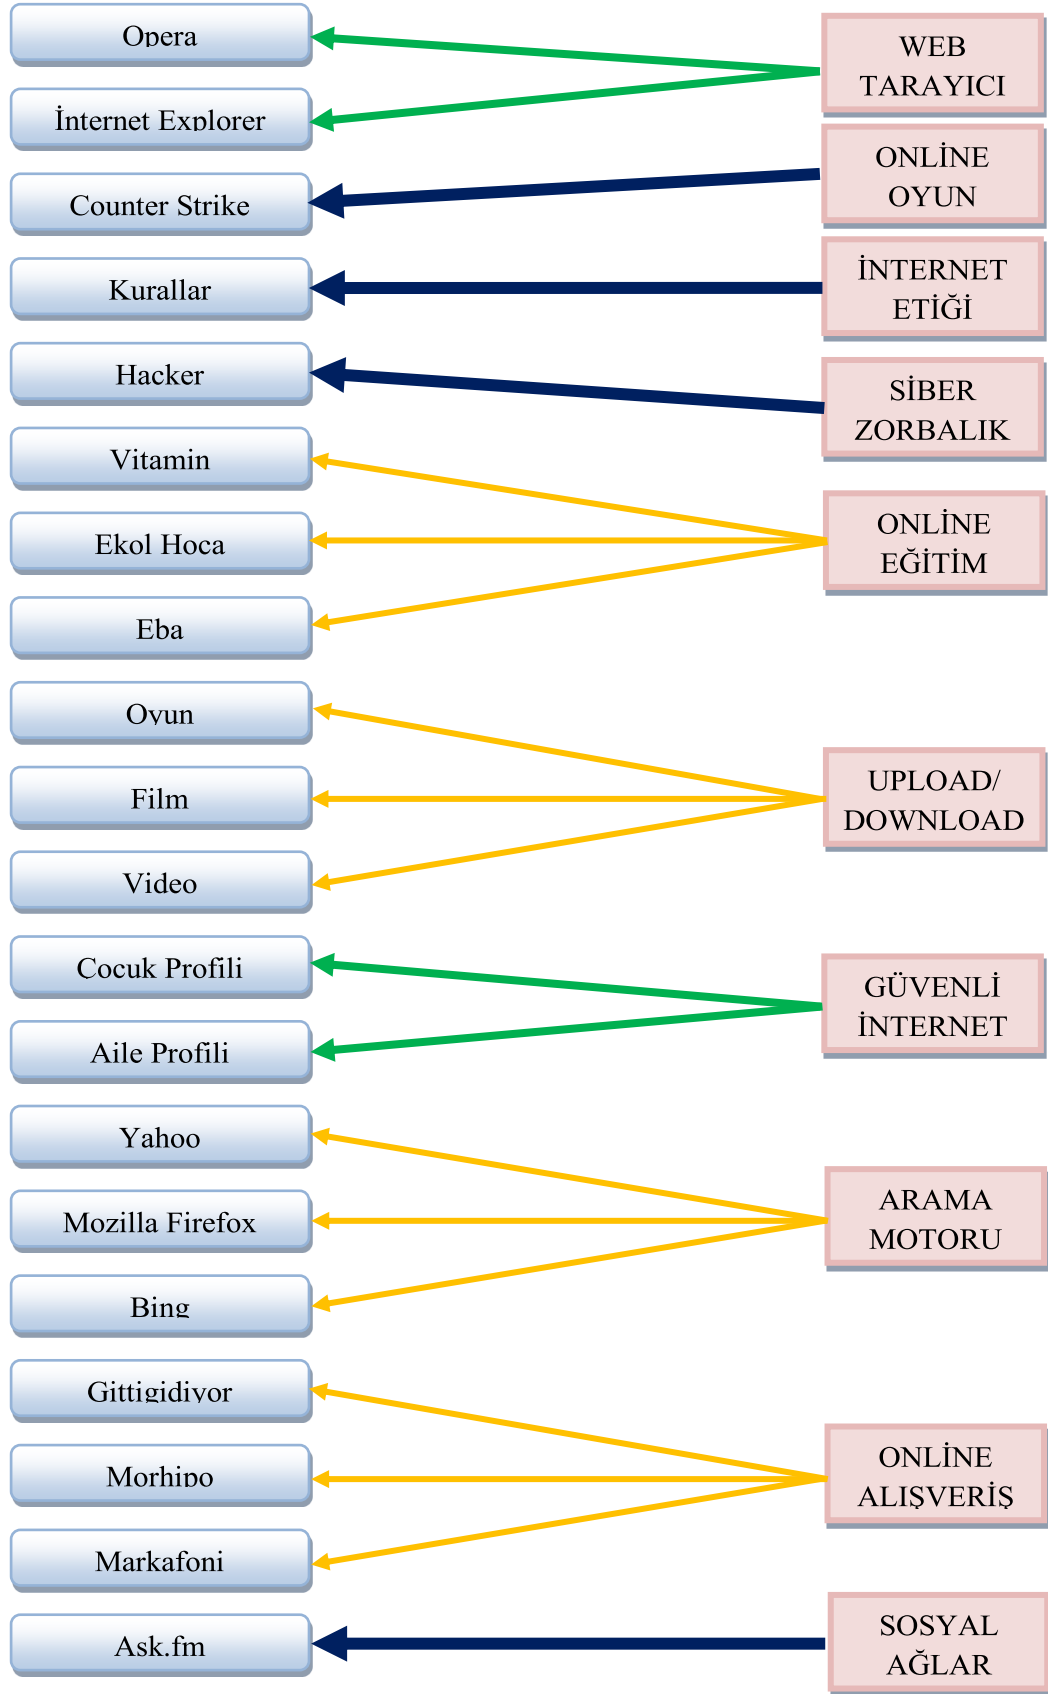 Opera
İnternet Explorer
Counter Strike
Kurallar
Hacker
Vitamin
Ekol Hoca
Eba
Oyun
Film
Video
Çocuk Profili
Aile Profili
Yahoo
Mozilla Firefox
Bing
Gittigidiyor
Morhipo
Markafoni
Ask.fm
WEB
TARAYICI
ONLİNE
OYUN
İNTERNET
ETİĞİ
SİBER
ZORBALIK
ONLİNE
EĞİTİM
UPLOAD/
DOWNLOAD
GÜVENLİ
İNTERNET
ARAMA
MOTORU
ONLİNE
ALIŞVERİŞ
SOSYAL
AĞLAR